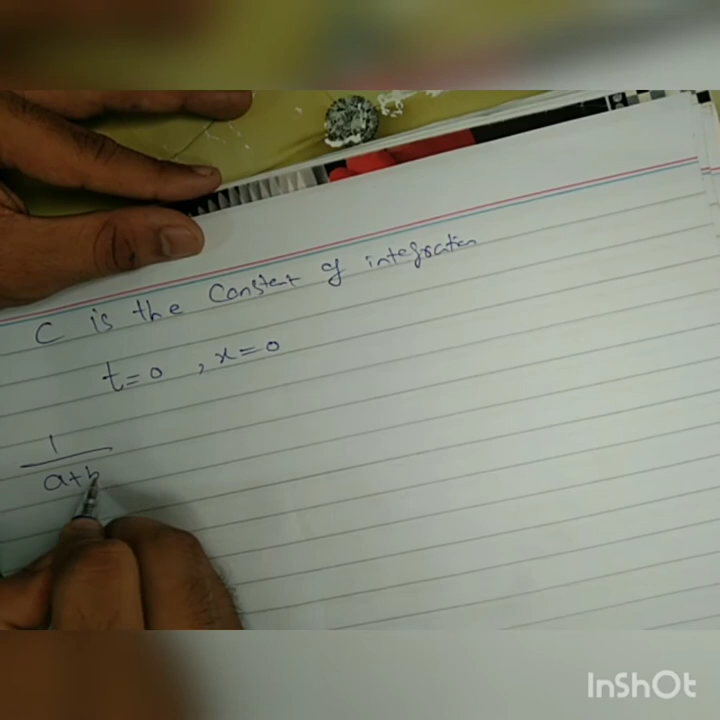 C is the Constant of integration
t=0 , x=0
1
a+b
InShOt